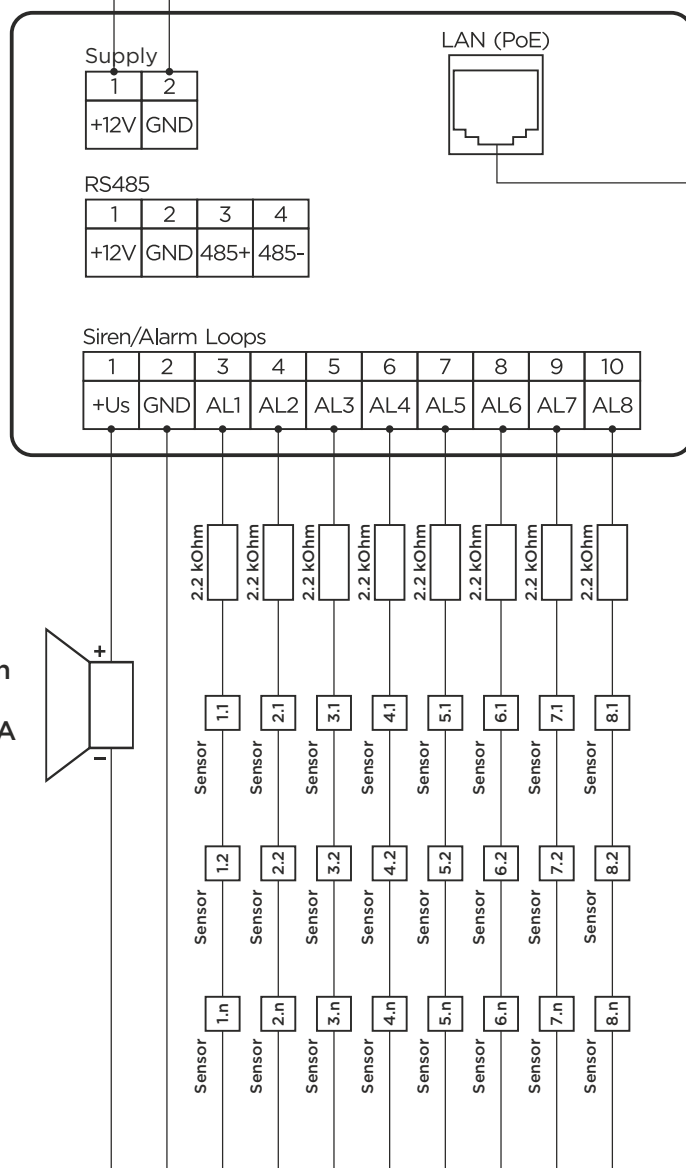 LAN (PoE)
Supply
1 2
+12V GND
RS485
1 2 3 4
+12V GND 485+ 485-
Siren/Alarm Loops
1 2 3 4 5 6 7 8 9 10
+Us GND AL1 AL2 AL3 AL4 AL5 AL6 AL7 AL8
2.2 kOhm 2.2 kOhm 2.2 kOhm 2.2 kOhm 2.2 kOhm 2.2 kOhm 2.2 kOhm 2.2 kOhm
+
n
A
–
1.1 2.1 3.1 4.1 5.1 6.1 7.1 8.1
Sensor Sensor Sensor Sensor Sensor Sensor Sensor Sensor
1.2 2.2 3.2 4.2 5.2 6.2 7.2 8.2
Sensor Sensor Sensor Sensor Sensor Sensor Sensor Sensor
1.n 2.n 3.n 4.n 5.n 6.n 7.n 8.n
Sensor Sensor Sensor Sensor Sensor Sensor Sensor Sensor